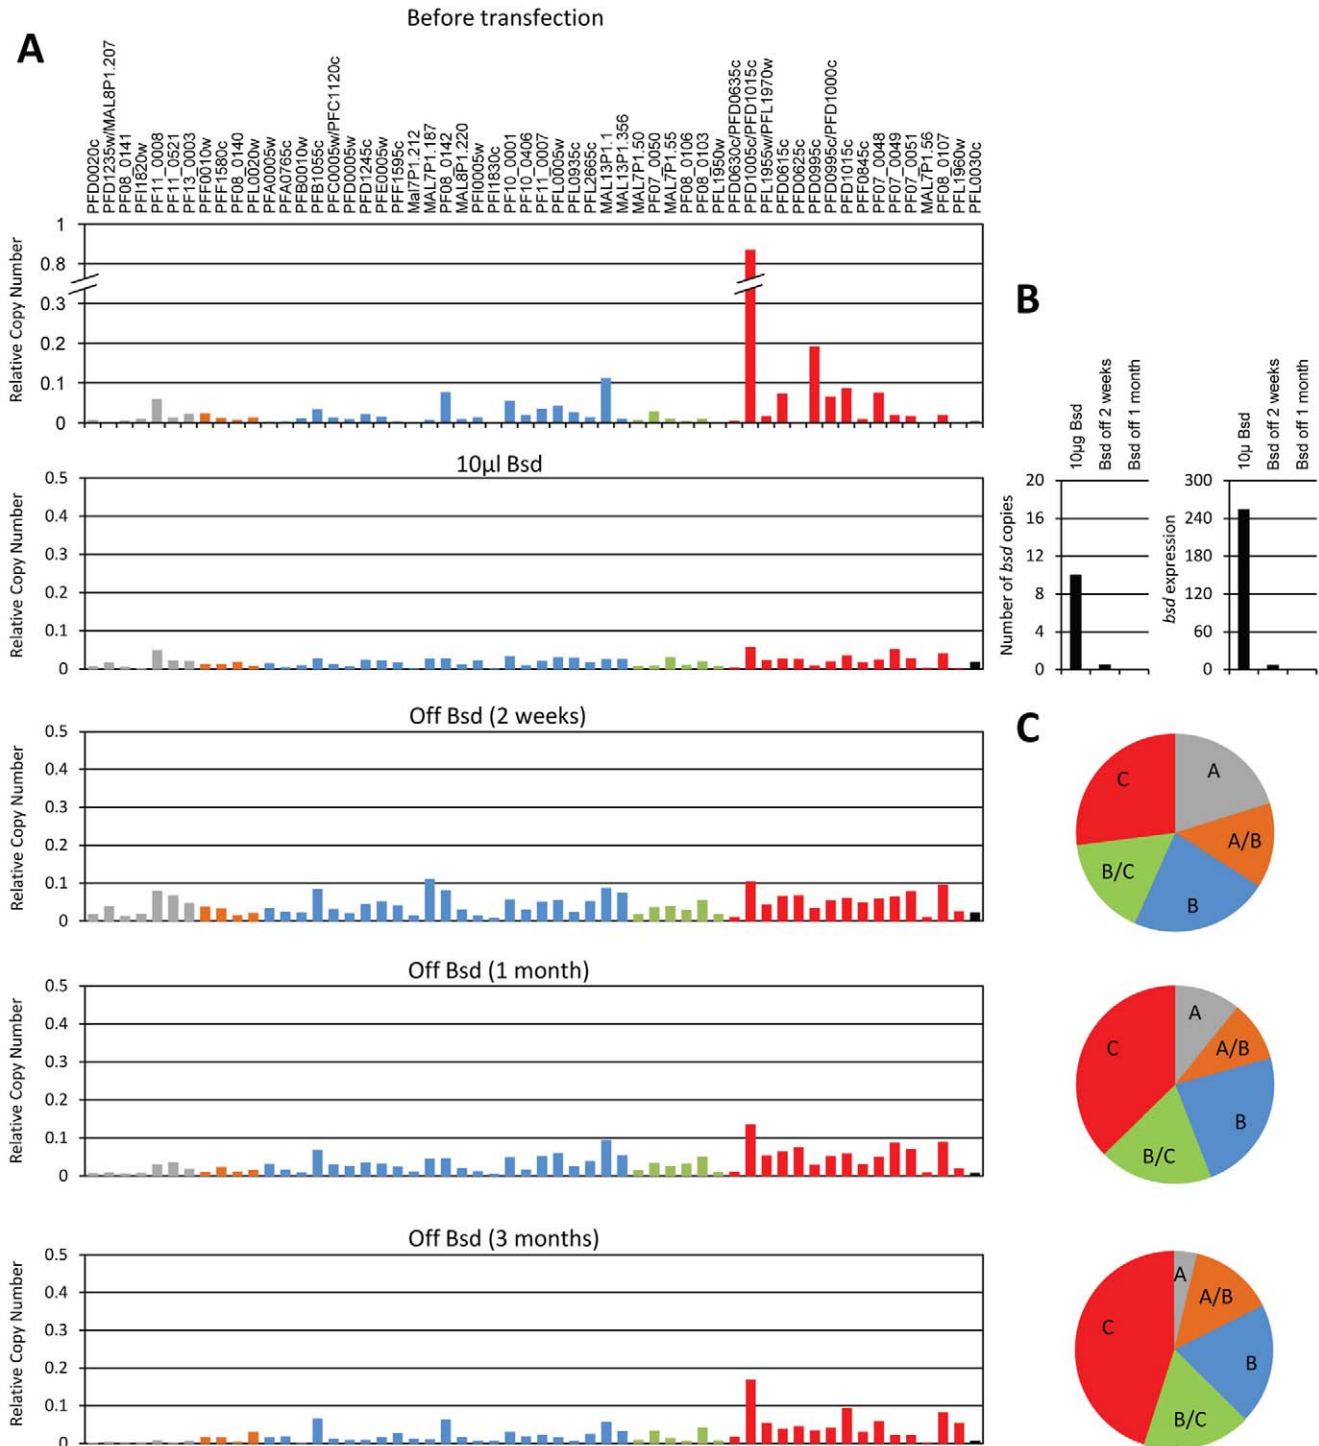 Before transfection
A
PFD0020c
PFD1235w/MAL8P1.207
PF08_0141
PFI1820w
PF11_0008
PF11_0521
PF13_0003
PFF0010w
PFF1580c
PF08_0140
PFL0020w
PFA0005w
PFA0765c
PFB0010w
PFB1055c
PFC0005w/PFC1120c
PFD0005w
PFD1245c
PFE0005w
PFF1595c
Mal7P1.212
MAL7P1.187
PF08_0142
MAL8P1.220
PFI0005w
PFI1830c
PF10_0001
PF10_0406
PF11_0007
PFL0005w
PFL0935c
PFL2665c
MAL13P1.1
MAL13P1.356
MAL7P1.50
PF07_0050
MAL7P1.55
PF08_0106
PF08_0103
PFL1950w
PFD0630c/PFD0635c
PFD1005c/PFD1015c
PFL1955w/PFL1970w
PFD0615c
PFD0625c
PFD0995c
PFD0995c/PFD1000c
PFD1015c
PFF0845c
PF07_0048
PF07_0049
PF07_0051
MAL7P1.56
PF08_0107
PFL1960w
PFL0030c
Relative Copy Number
1
0.8
0.3
0.2
0.1
0
10µl Bsd
Relative Copy Number
0.5
0.4
0.3
0.2
0.1
0
Off Bsd (2 weeks)
Relative Copy Number
0.5
0.4
0.3
0.2
0.1
0
Off Bsd (1 month)
Relative Copy Number
0.5
0.4
0.3
0.2
0.1
0
Off Bsd (3 months)
Relative Copy Number
0.5
0.4
0.3
0.2
0.1
0
B
10µg Bsd
Bsd off 2 weeks
Bsd off 1 month
Number of bsd copies
20
16
12
8
4
0
10µ Bsd
Bsd off 2 weeks
Bsd off 1 month
bsd expression
300
240
180
120
60
0
C
A
A/B
B
B/C
C
A
A/B
B
B/C
C
A
A/B
B
B/C
C